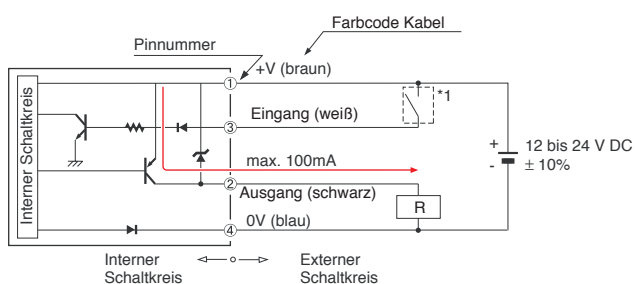 Farbcode Kabel
Pinnummer
1
+V (braun)
*1
Interner Schaltkreis
Eingang (weiß)
3
+
12 bis 24 V DC
-
± 10%
max. 100mA
2
Ausgang (schwarz)
R
0V (blau)
4
Interner
Schaltkreis
Externer
Schaltkreis